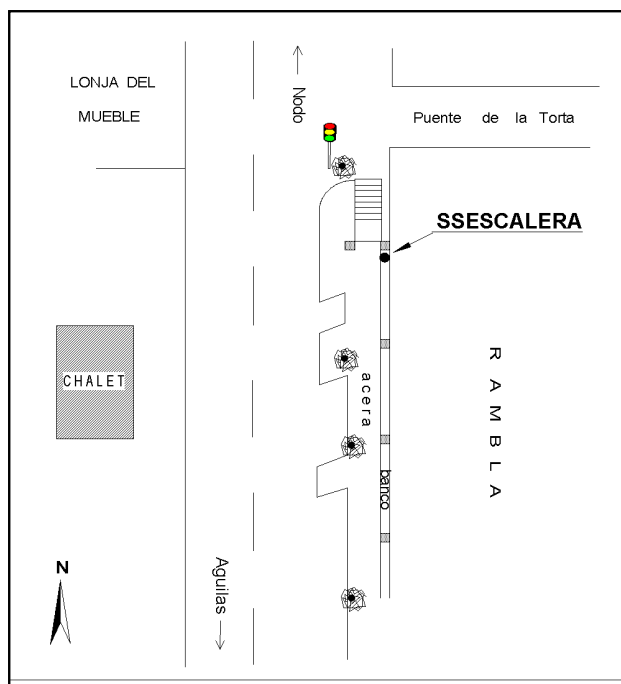 LONJA DEL
MUEBLE
Nodo
Puente de la Torta
SSESCALERA
CHALET
acera
RAMBLA
banco
Aguilas
N